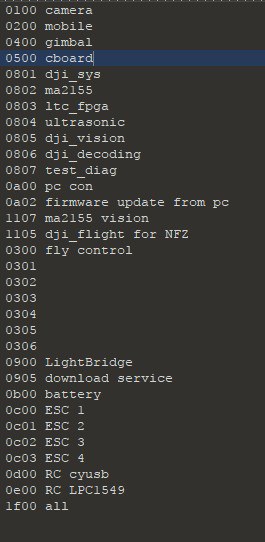 0100 camera
0200 mobile
0400 gimbal
0500 cboard
0801 dji_sys
0802 ma2155
0803 ltc_fpga
0804 ultrasonic
0805 dji_vision
0806 dji_decoding
0807 test_diag
0a00 pc con
0a02 firmware update from pc
1107 ma2155 vision
1105 dji_flight for NFZ
0300 fly control
0301
0302
0303
0304
0305
0306
0900 LightBridge
0905 download service
0b00 battery
0c00 ESC 1
0c01 ESC 2
0c02 ESC 3
0c03 ESC 4
0d00 RC cyusb
0e00 RC LPC1549
1f00 all